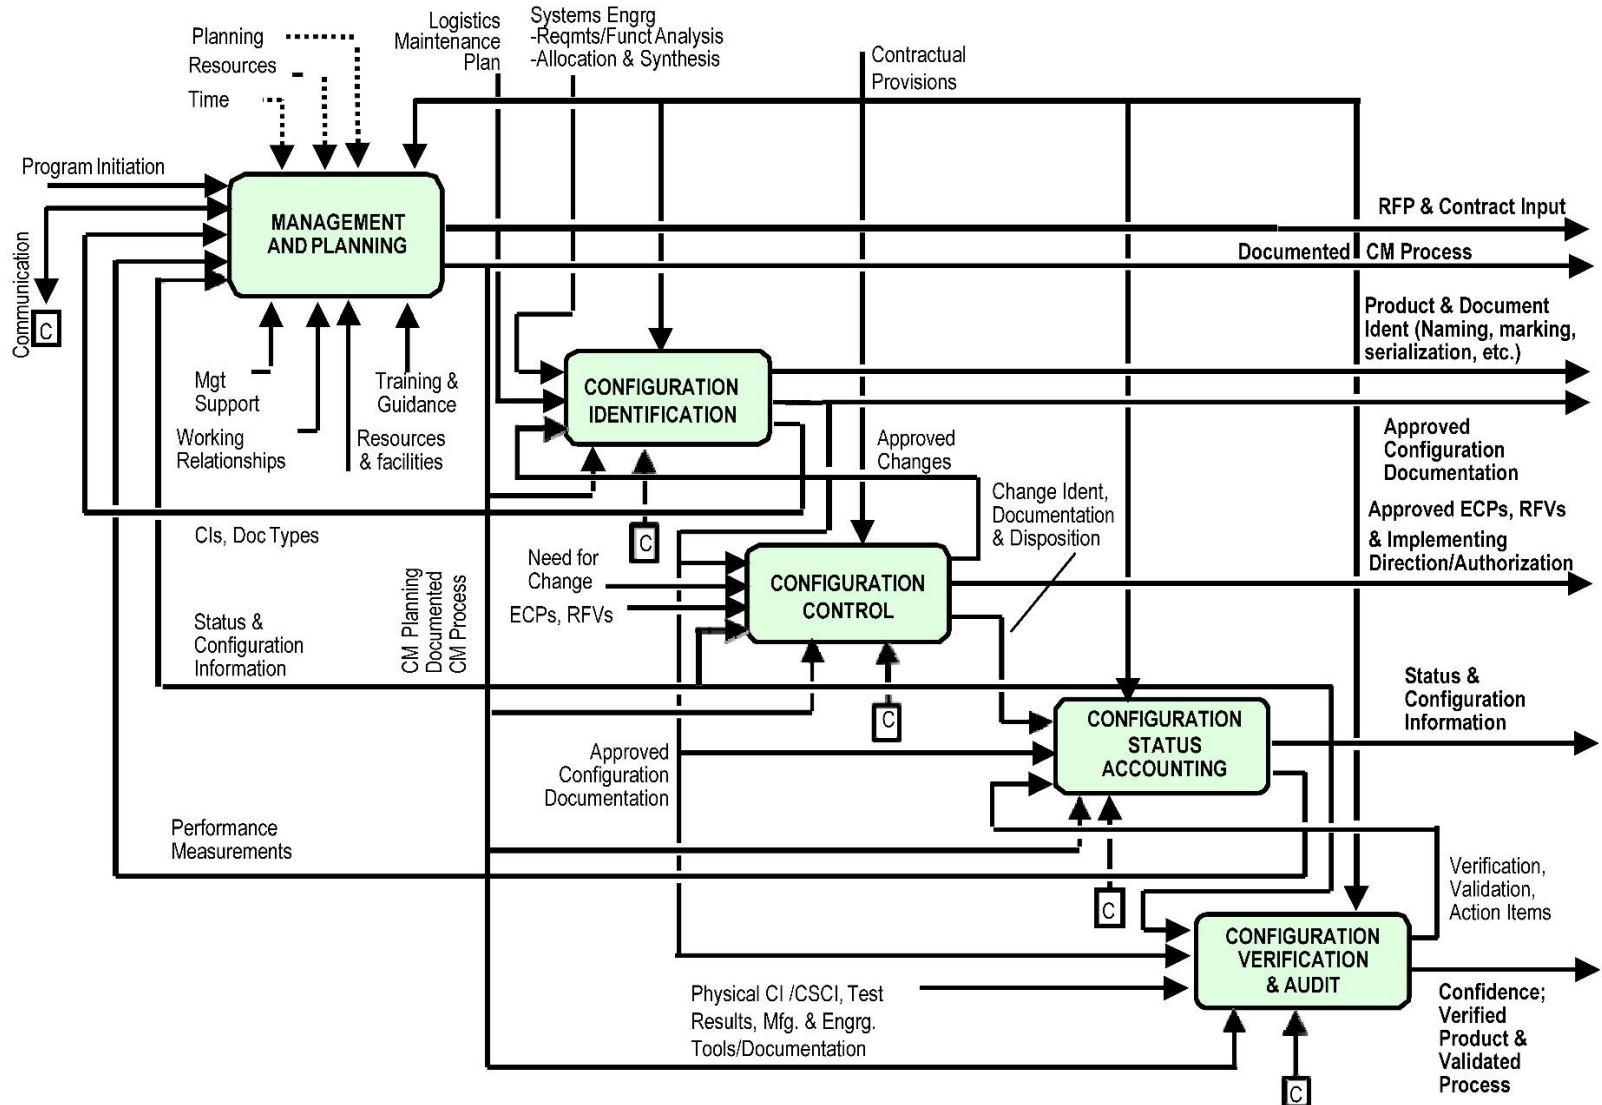 Planning
Resources
Time
Logistics
Maintenance
Plan
Systems Engrg
-Reqmts/Funct Analysis
-Allocation & Synthesis
Contractual
Provisions
Program Initiation
Communication
C
MANAGEMENT
AND PLANNING
RFP & Contract Input
Documented CM Process
Product & Document
Ident (Naming, marking,
serialization, etc.)
Mgt
Support
Working
Relationships
Training &
Guidance
Resources
& facilities
CONFIGURATION
IDENTIFICATION
Approved
Configuration
Documentation
Approved
Changes
Change Ident,
Documentation
& Disposition
CIs, Doc Types
C
Need for
Change
ECPs, RFVs
CONFIGURATION
CONTROL
Approved ECPs, RFVs
& Implementing
Direction/Authorization
Status &
Configuration
Information
CM Planning
Documented
CM Process
C
Status &
Configuration
Information
CONFIGURATION
STATUS
ACCOUNTING
Approved
Configuration
Documentation
Performance
Measurements
C
Verification,
Validation,
Action Items
CONFIGURATION
VERIFICATION
& AUDIT
Physical CI /CSCI, Test
Results, Mfg. & Engrg.
Tools/Documentation
Confidence;
Verified
Product &
Validated
Process
C